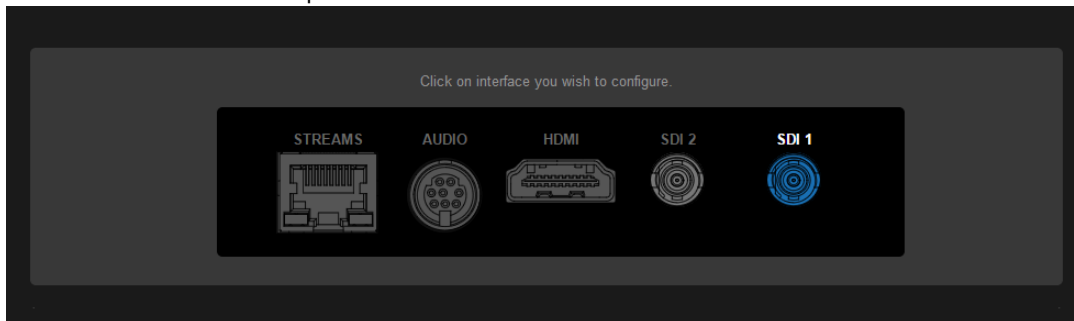 Click on interface you wish to configure.
STREAMS AUDIO HDMI SDI 2 SDI 1